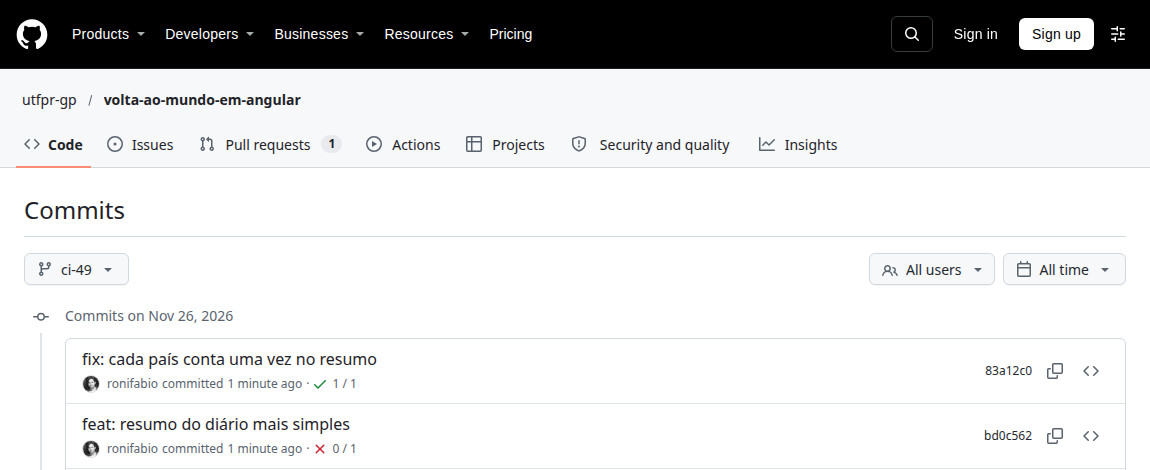 Products Developers Businesses Resources Pricing Sign in Sign up
utfpr-gp / volta-ao-mundo-em-angular
Code Issues Pull requests 1 Actions Projects Security and quality Insights
Commits
ci-49 All users All time
Commits on Nov 26, 2026
fix: cada país conta uma vez no resumo
83a12c0
ronifabio committed 1 minute ago · 1 / 1
feat: resumo do diário mais simples
bd0c562
ronifabio committed 1 minute ago · 0 / 1